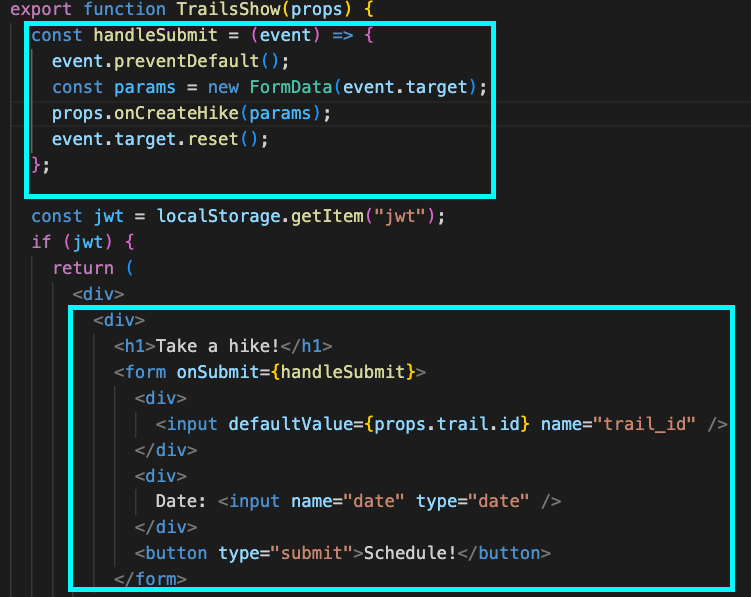 export function TrailsShow(props) {
const handleSubmit = (event) => {
event.preventDefault();
const params = new FormData(event.target);
props.onCreateHike(params);
event.target.reset();
};
const jwt = localStorage.getItem("jwt");
if (jwt) {
return (
<div>
<div>
<h1>Take a hike!</h1>
<form onSubmit={handleSubmit}>
<div>
<input defaultValue={props.trail.id} name="trail_id" />
</div>
<div>
Date: <input name="date" type="date" />
</div>
<button type="submit">Schedule!</button>
</form>